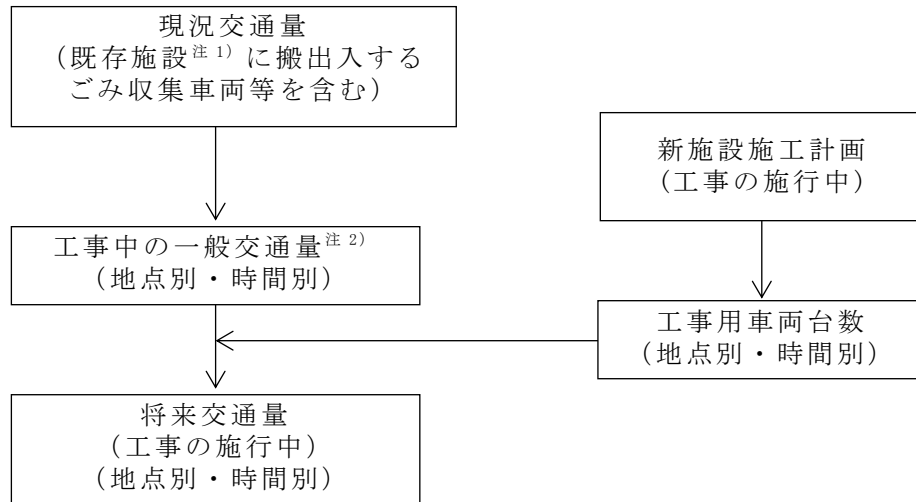 現況交通量
(既存施設注1)に搬出入する
ごみ収集車両等を含む)
新施設施工計画
(工事の施行中)
工事中の一般交通量注2)
(地点別・時間別)
工事用車両台数
(地点別・時間別)
将来交通量
(工事の施行中)
(地点別・時間別)